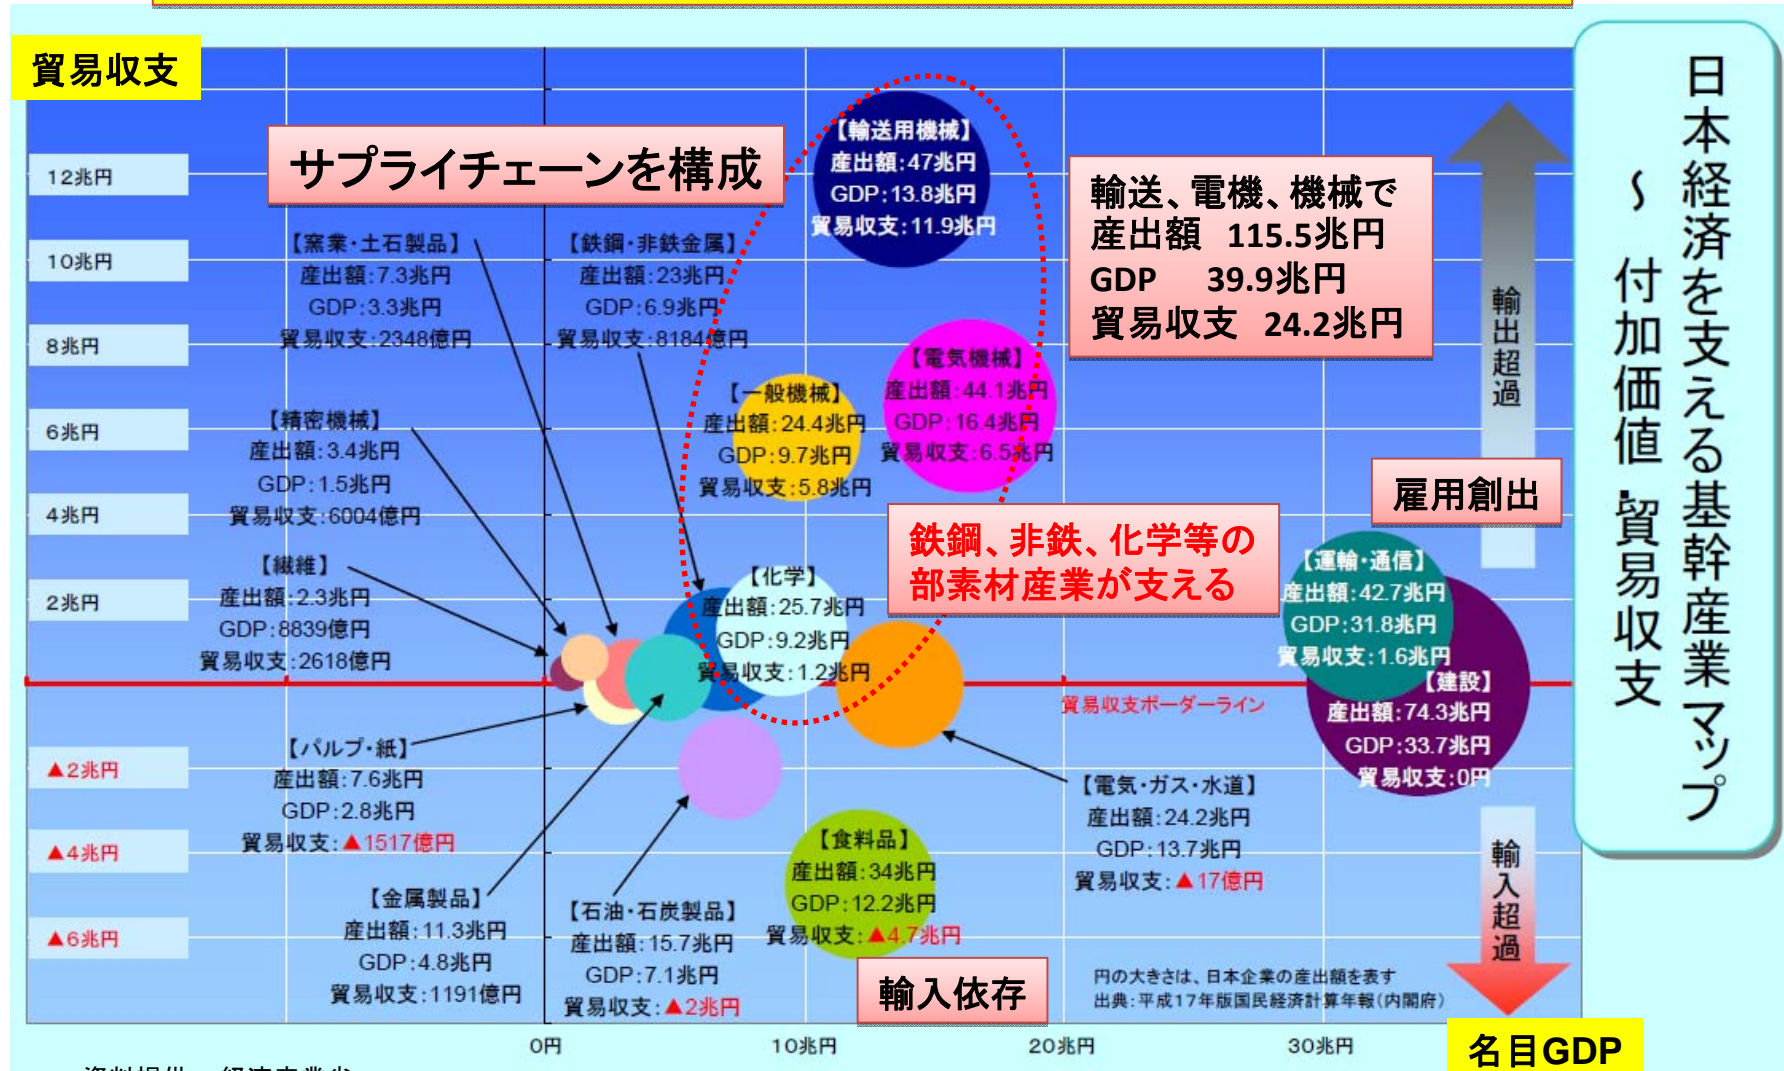 貿易収支
日本経済を支える基幹産業マップ
~ 付加価値・貿易収支
12兆円
10兆円
8兆円
6兆円
4兆円
2兆円
▲2兆円
▲4兆円
▲6兆円
サプライチェーンを構成
【輸送用機械】
産出額:47兆円
GDP:13.8兆円
貿易収支:11.9兆円
輸送、電機、機械で
産出額 115.5兆円
GDP 39.9兆円
貿易収支 24.2兆円
輸出超過
【窯業・土石製品】
産出額:7.3兆円
GDP:3.3兆円
貿易収支:2348億円
【鉄鋼・非鉄金属】
産出額:23兆円
GDP:6.9兆円
貿易収支:8184億円
【電気機械】
産出額:44.1兆円
GDP:16.4兆円
貿易収支:6.5兆円
【一般機械】
産出額:24.4兆円
GDP:9.7兆円
貿易収支:5.8兆円
【精密機械】
産出額:3.4兆円
GDP:1.5兆円
貿易収支:6004億円
雇用創出
鉄鋼、非鉄、化学等の
部素材産業が支える
【繊維】
産出額:2.3兆円
GDP:8839億円
貿易収支:2618億円
【化学】
産出額:25.7兆円
GDP:9.2兆円
貿易収支:1.2兆円
【運輸・通信】
産出額:42.7兆円
GDP:31.8兆円
貿易収支:1.6兆円
【建設】
産出額:74.3兆円
GDP:33.7兆円
貿易収支:0円
貿易収支ボーダーライン
【パルプ・紙】
産出額:7.6兆円
GDP:2.8兆円
貿易収支:▲1517億円
【電気・ガス・水道】
産出額:24.2兆円
GDP:13.7兆円
貿易収支:▲17億円
【食料品】
産出額:34兆円
GDP:12.2兆円
貿易収支:▲4.7兆円
輸入超過
【金属製品】
産出額:11.3兆円
GDP:4.8兆円
貿易収支:1191億円
【石油・石炭製品】
産出額:15.7兆円
GDP:7.1兆円
貿易収支:▲2兆円
輸入依存
円の大きさは、日本企業の産出額を表す
出典:平成17年版国民経済計算年報(内閣府)
0円
10兆円
20兆円
30兆円
名目GDP